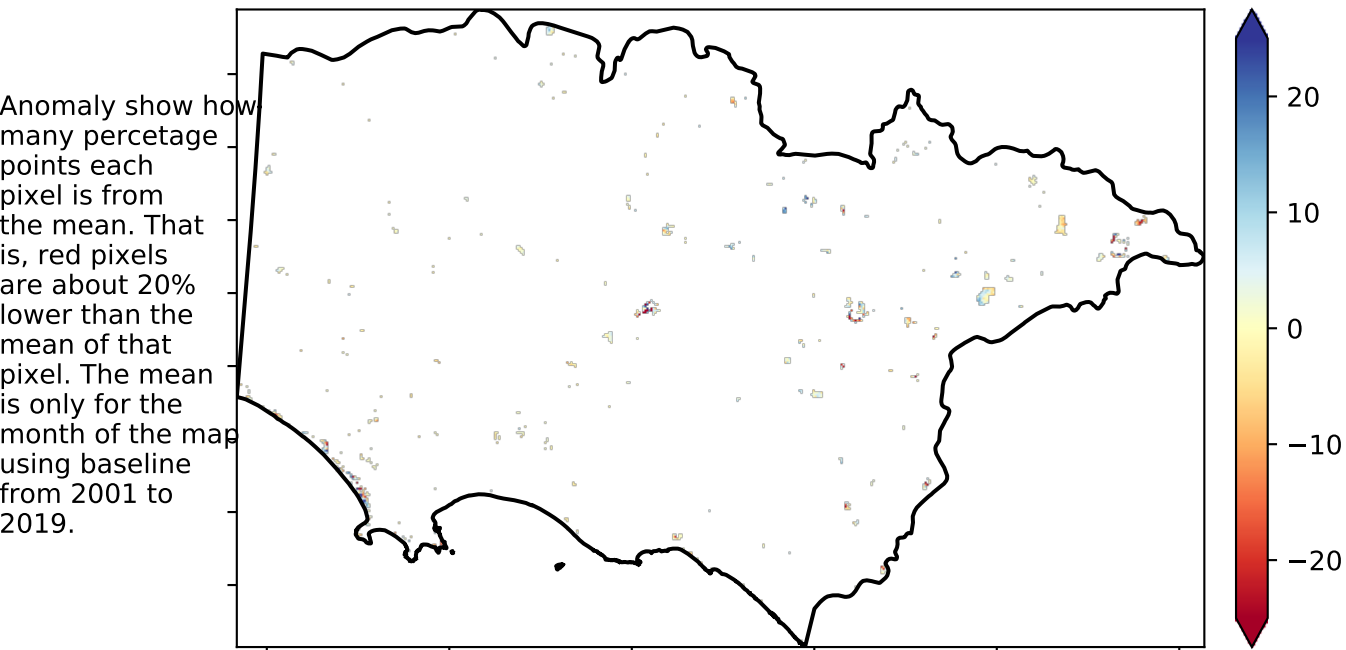 Anomaly show how
many percetage
points each
pixel is from
the mean. That
is, red pixels
are about 20%
lower than the
mean of that
pixel. The mean
is only for the
month of the map
using baseline
from 2001 to
2019.
20
10
0
−10
−20